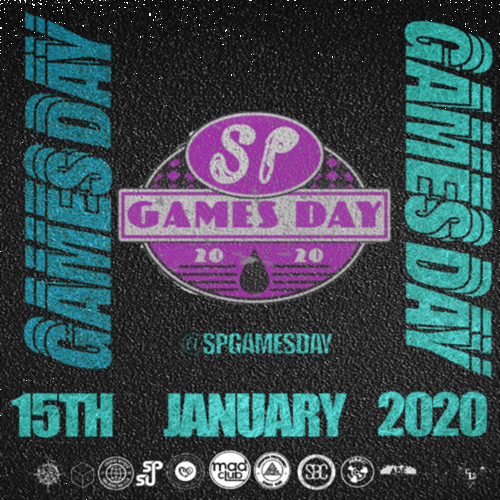 GAMES DAY
GAMES DAY
SP
GAMES DAY
20 20
@SPGAMESDAY
15TH JANUARY 2020
SP
SU
mad
club
SBC